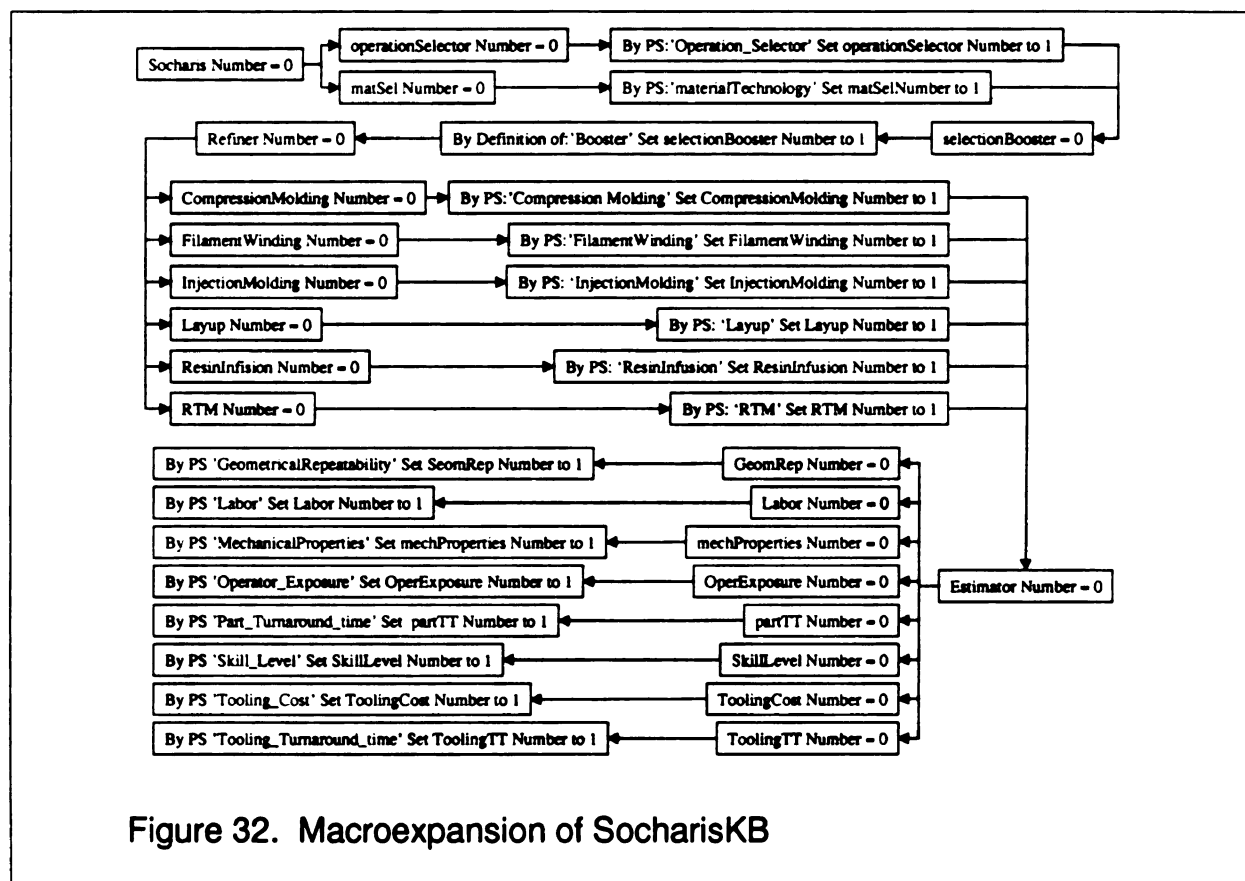 operationSelector Number = 0
By PS:'Operation_Selector' Set operationSelector Number to 1
Socharis Number = 0
matSel Number = 0
By PS:'materialTechnology' Set matSelNumber to 1
Refiner Number = 0
By Definition of:'Booster' Set selectionBooster Number to 1
selectionBooster = 0
CompressionMolding Number = 0
By PS:'Compression Molding' Set CompressionMolding Number to 1
FilamentWinding Number = 0
By PS:'FilamentWinding' Set FilamentWinding Number to 1
InjectionMolding Number = 0
By PS: 'InjectionMolding' Set InjectionMolding Number to 1
Layup Number = 0
By PS: 'Layup' Set Layup Number to 1
ResinInfision Number = 0
By PS: 'ResinInfusion' Set ResinInfusion Number to 1
RTM Number = 0
By PS: 'RTM' Set RTM Number to 1
By PS 'GeometricalRepeatability' Set SeomRep Number to 1
GeomRep Number = 0
By PS 'Labor' Set Labor Number to 1
Labor Number = 0
By PS 'MechanicalProperties' Set mechProperties Number to 1
mechProperties Number = 0
By PS 'Operator_Exposure' Set OperExposure Number to 1
OperExposure Number = 0
Estimator Number = 0
By PS 'Part_Turnaround_time' Set partTT Number to 1
partTT Number = 0
By PS 'Skill_Level' Set SkillLevel Number to 1
SkillLevel Number = 0
By PS 'Tooling_Cost' Set ToolingCost Number to 1
ToolingCost Number = 0
By PS 'Tooling_Turnaround_time' Set ToolingTT Number to 1
ToolingTT Number = 0
Figure 32. Macroexpansion of SocharisKB